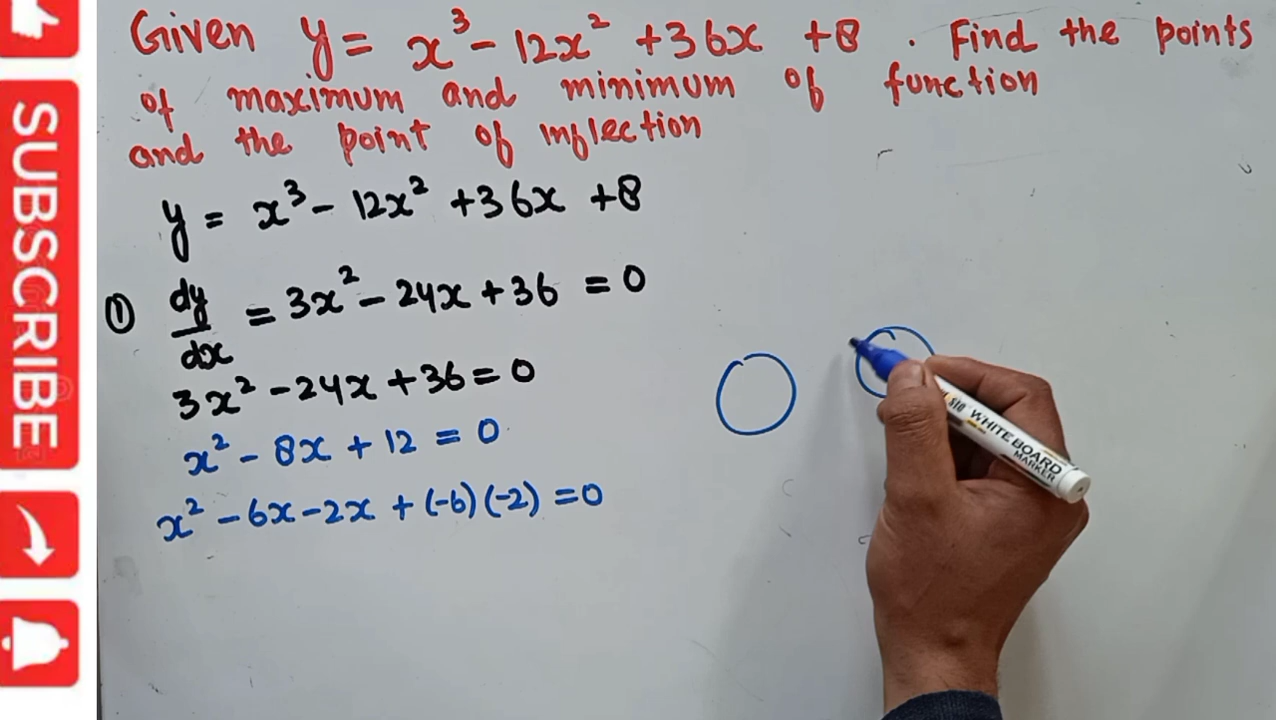 Given y = x³ - 12x² + 36x + 8 . Find the points
of maximum and minimum of function
and the point of inflection
y = x³ - 12x² + 36x + 8
① dy/dx = 3x² - 24x + 36 = 0
3x² - 24x + 36 = 0
x² - 8x + 12 = 0
x² - 6x - 2x + (-6)(-2) = 0
SUBSCRIBE
WHITEBOARD
MARKER